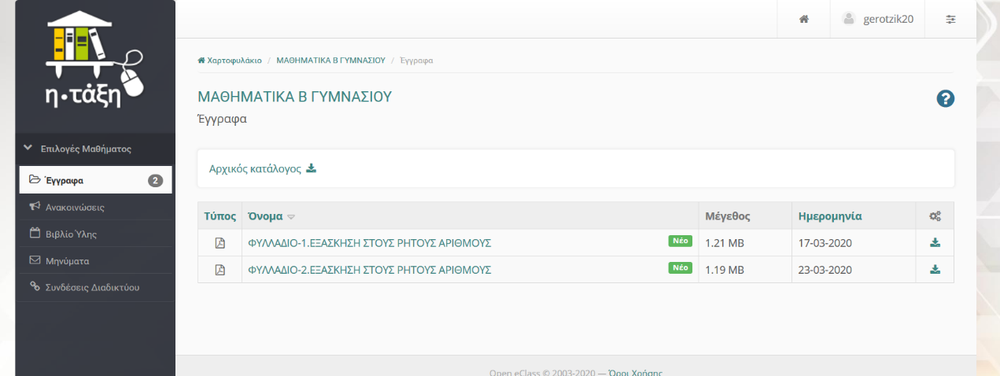 η•τάξη
gerotzik20
Χαρτοφυλάκιο / ΜΑΘΗΜΑΤΙΚΑ Β ΓΥΜΝΑΣΙΟΥ / Έγγραφα
ΜΑΘΗΜΑΤΙΚΑ Β ΓΥΜΝΑΣΙΟΥ
?
Έγγραφα
Επιλογές Μαθήματος
Έγγραφα 2
Ανακοινώσεις
Βιβλίο Ύλης
Μηνύματα
Συνδέσεις Διαδικτύου
Αρχικός κατάλογος
Τύπος Όνομα Μέγεθος Ημερομηνία
ΦΥΛΛΑΔΙΟ-1.ΕΞΑΣΚΗΣΗ ΣΤΟΥΣ ΡΗΤΟΥΣ ΑΡΙΘΜΟΥΣ Νέο 1.21 MB 17-03-2020
ΦΥΛΛΑΔΙΟ-2.ΕΞΑΣΚΗΣΗ ΣΤΟΥΣ ΡΗΤΟΥΣ ΑΡΙΘΜΟΥΣ Νέο 1.19 MB 23-03-2020
Open eClass © 2003-2020 — Όροι Χρήσης